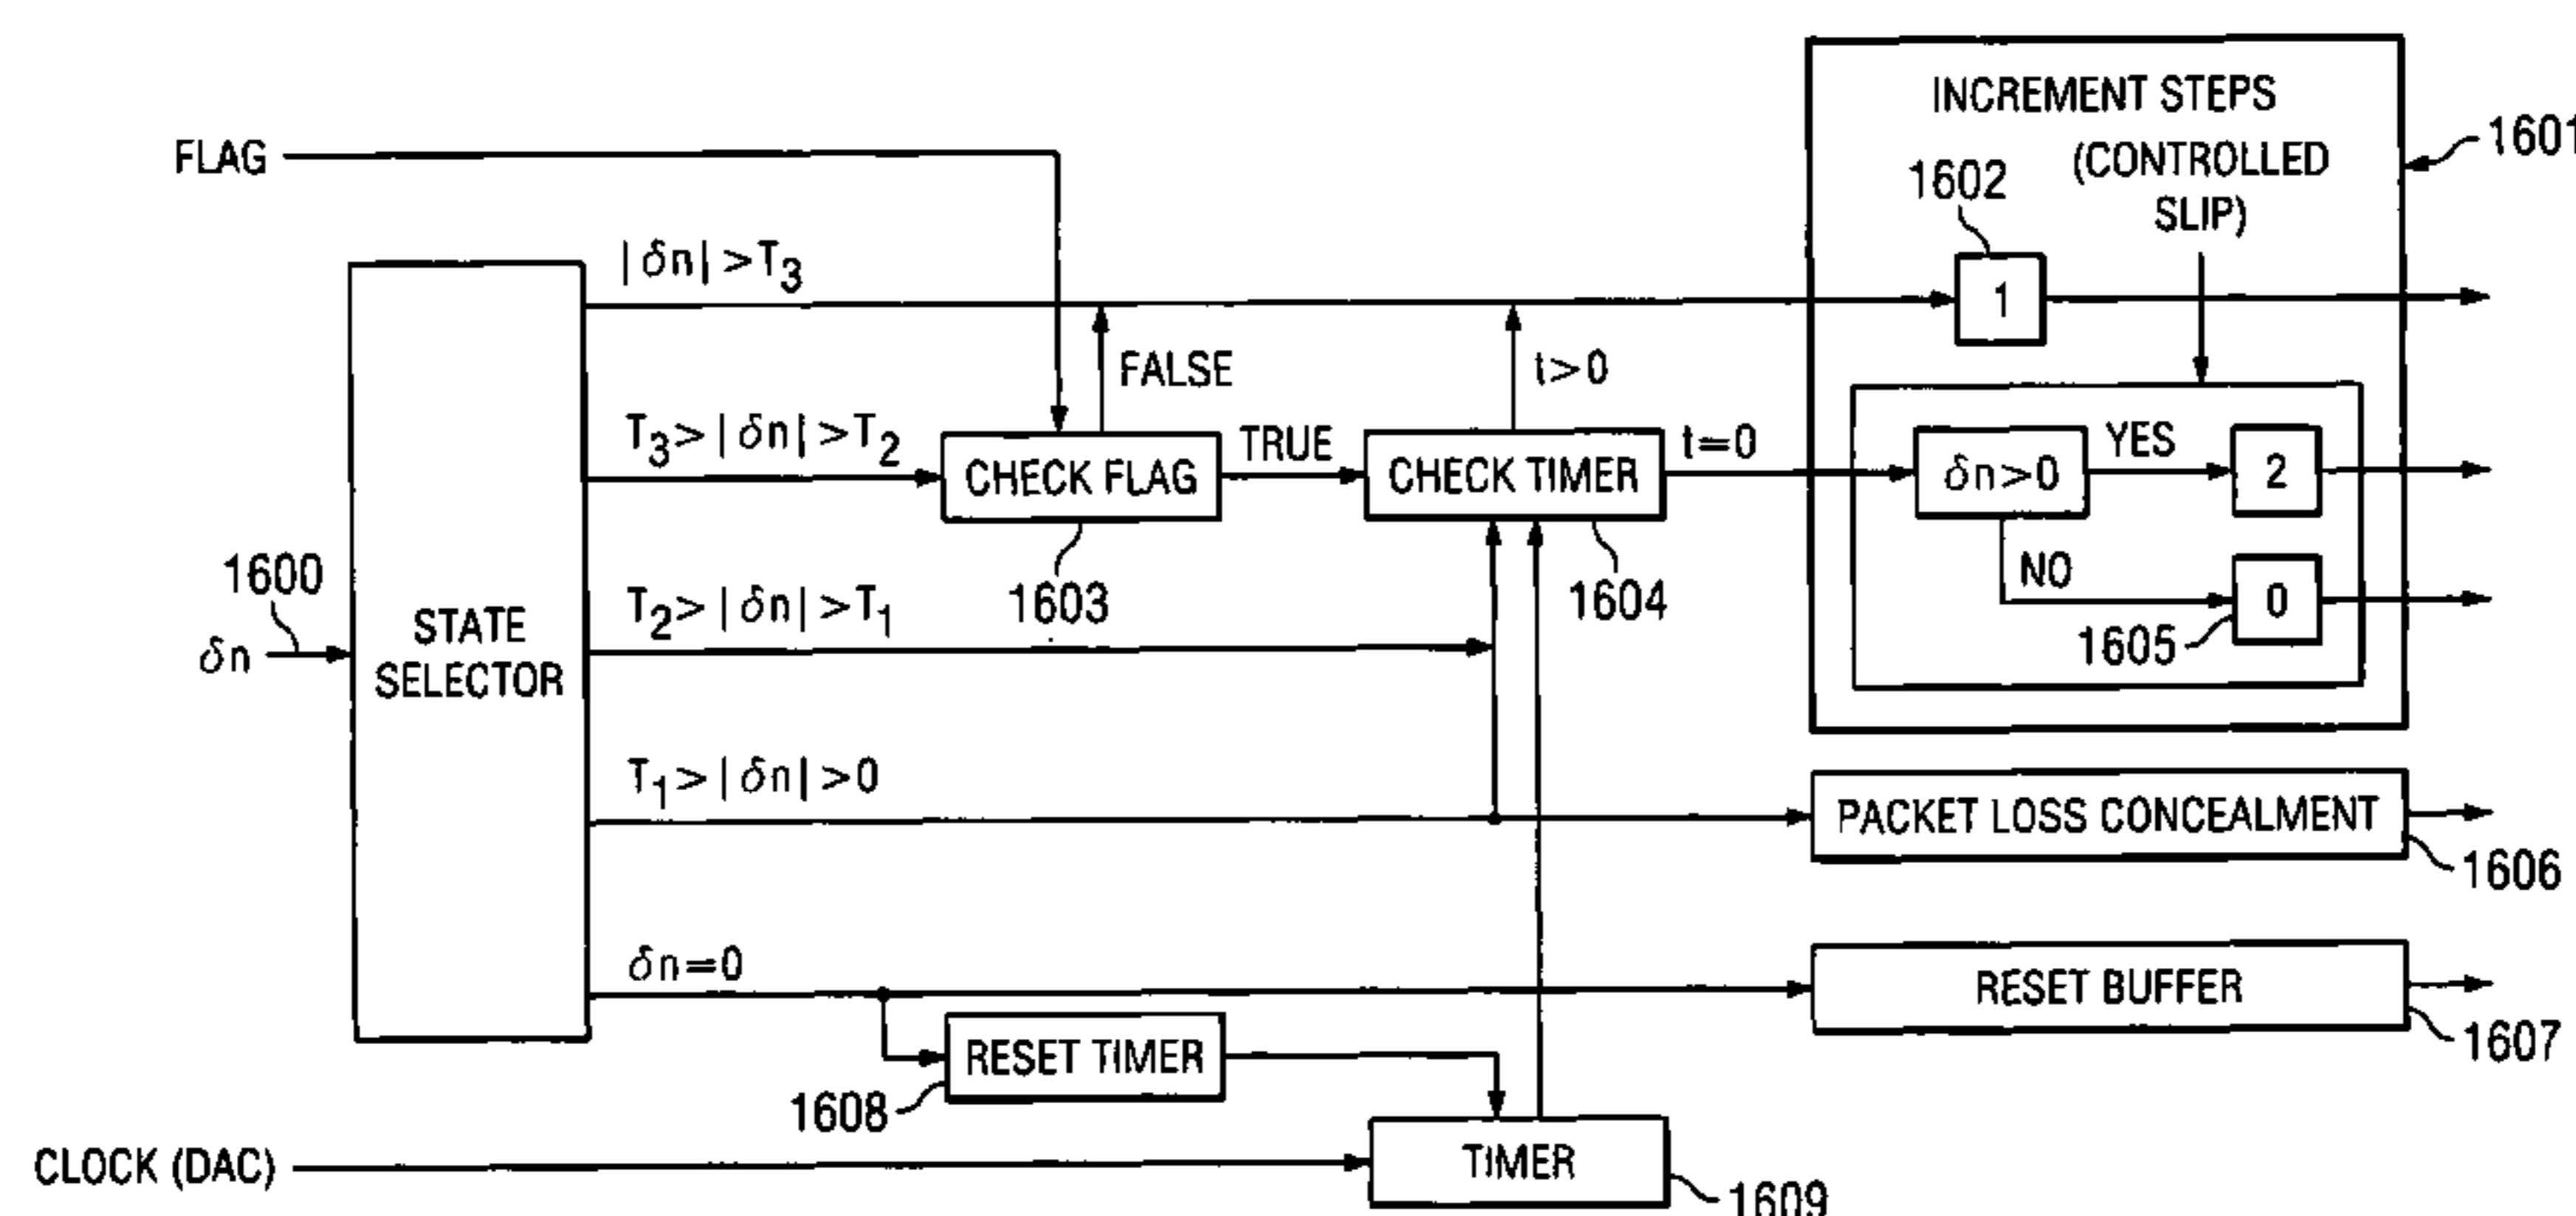 INCREMENT STEPS
(CONTROLLED
SLIP)
1601
1602
1
FLAG
|δn|>T3
FALSE
t>0
T3>|δn|>T2
CHECK FLAG
TRUE
CHECK TIMER
t=0
δn>0
YES
2
NO
0
1605
1603
1604
1600
δn
STATE
SELECTOR
T2>|δn|>T1
T1>|δn|>0
PACKET LOSS CONCEALMENT
1606
δn=0
RESET BUFFER
1607
RESET TIMER
1608
CLOCK (DAC)
TIMER
1609